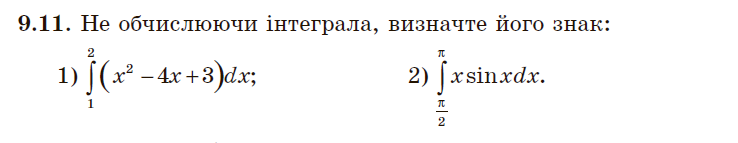 9.11. Не обчислюючи інтеграла, визначте його знак:
1) ∫₁² (x² – 4x + 3)dx; 2) ∫_{π/2}^{π} x sin x dx.